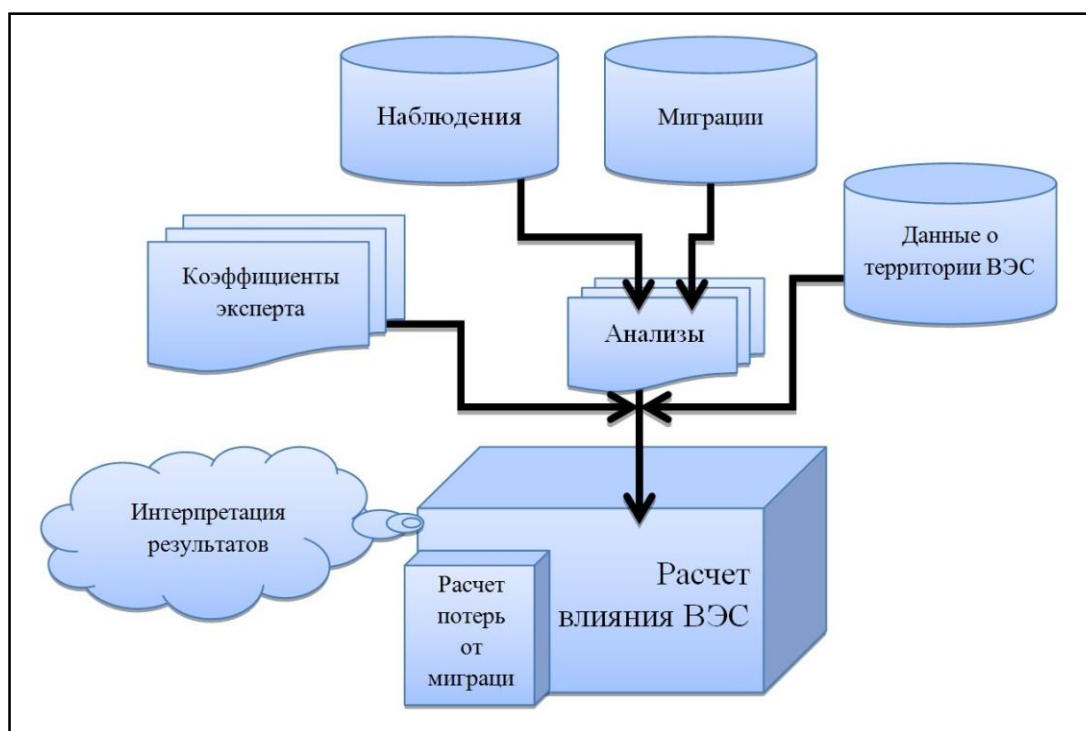 Наблюдения
Миграции
Данные о
территории ВЭС
Коэффициенты
эксперта
Анализы
Интерпретация
результатов
Расчет
влияния ВЭС
Расчет
потерь
от
миграци